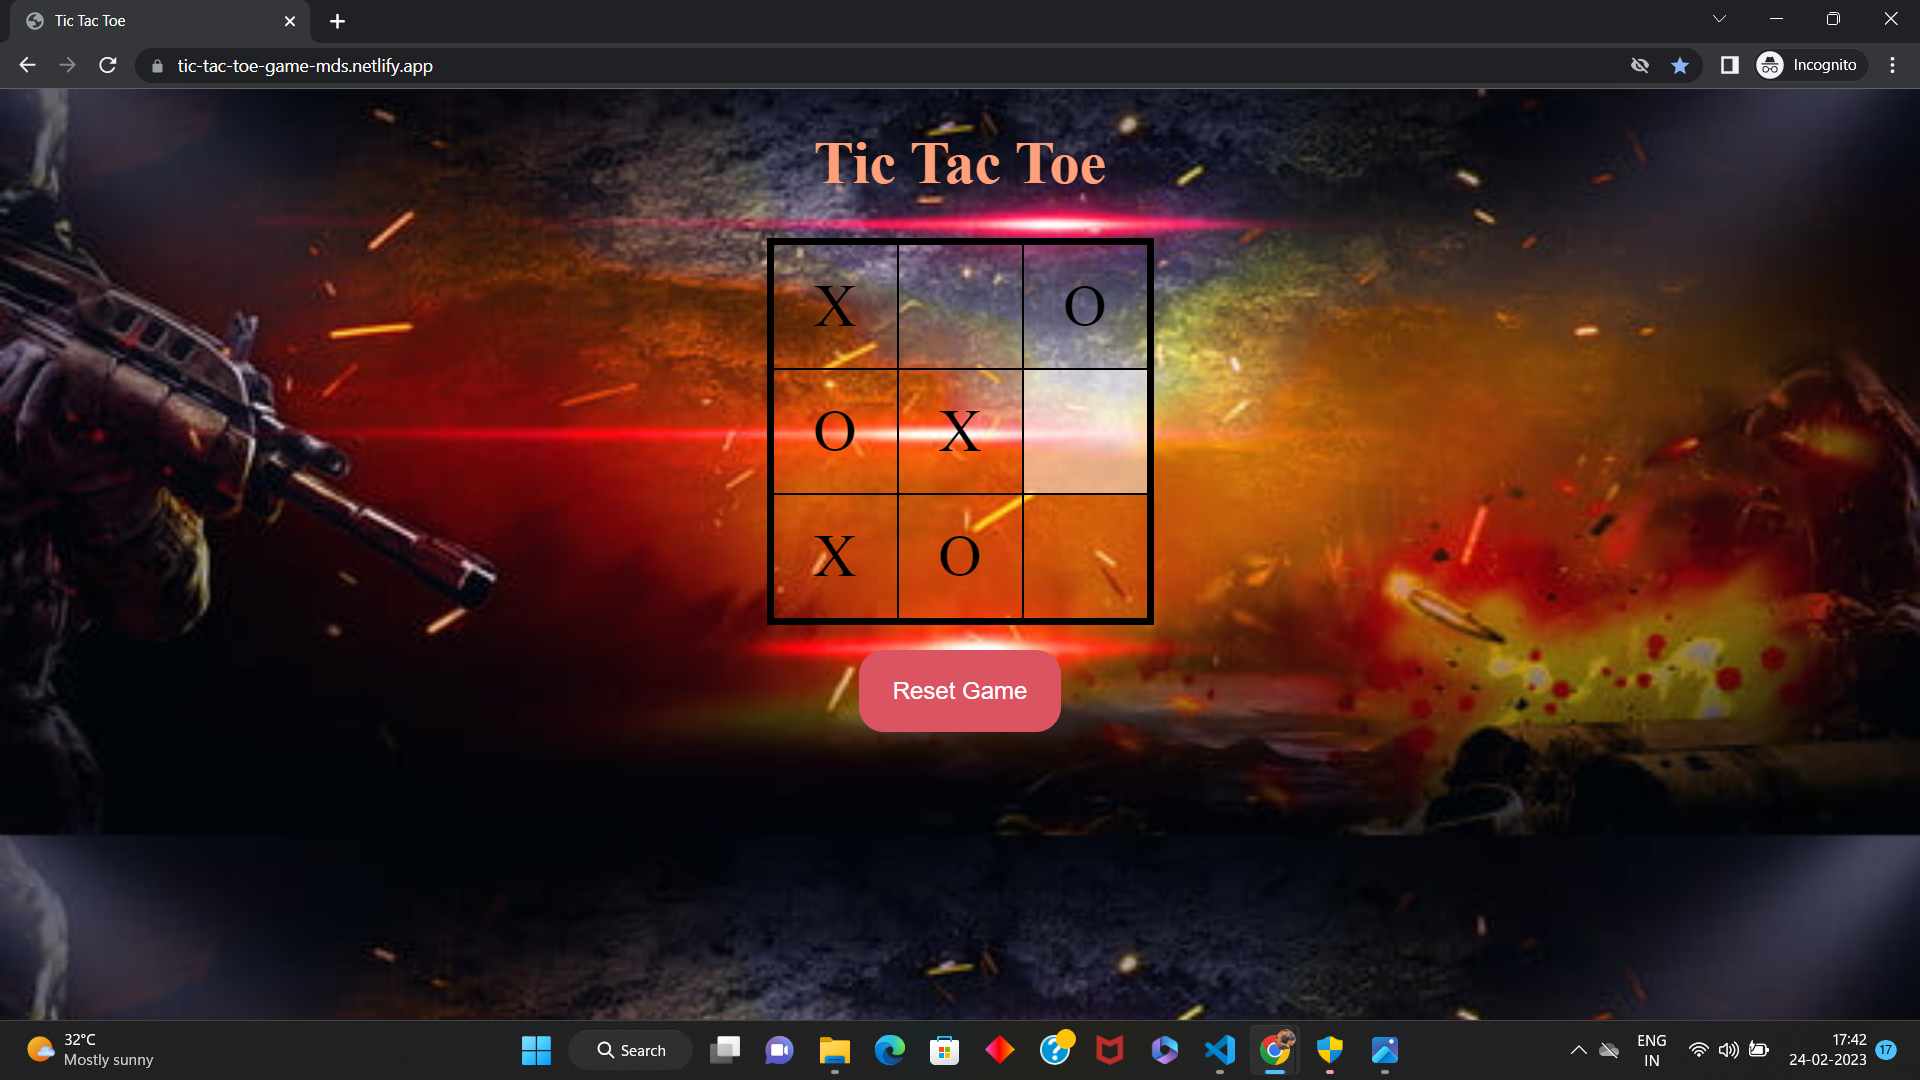 Tic Tac Toe
tic-tac-toe-game-mds.netlify.app
Incognito
Tic Tac Toe
X O
O X
X O
Reset Game
32°C
Mostly sunny
Search
ENG
IN
17:42
24-02-2023
17